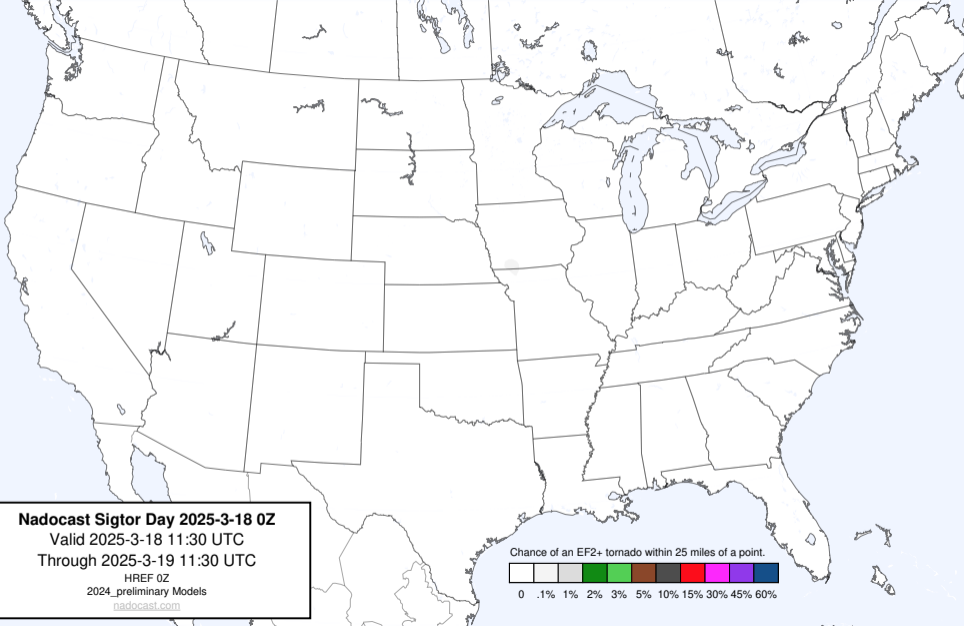 Nadocast Sigtor Day 2025-3-18 0Z
Valid 2025-3-18 11:30 UTC
Through 2025-3-19 11:30 UTC
HREF 0Z
2024_preliminary Models
nadocast.com
Chance of an EF2+ tornado within 25 miles of a point.
0 .1% 1% 2% 3% 5% 10% 15% 30% 45% 60%